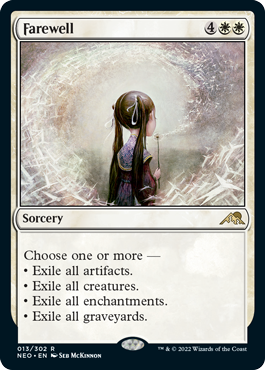 Farewell 4
Sorcery
Choose one or more —
• Exile all artifacts.
• Exile all creatures.
• Exile all enchantments.
• Exile all graveyards.
013/302 R
NEO • EN Seb McKinnon ™ & © 2022 Wizards of the Coast